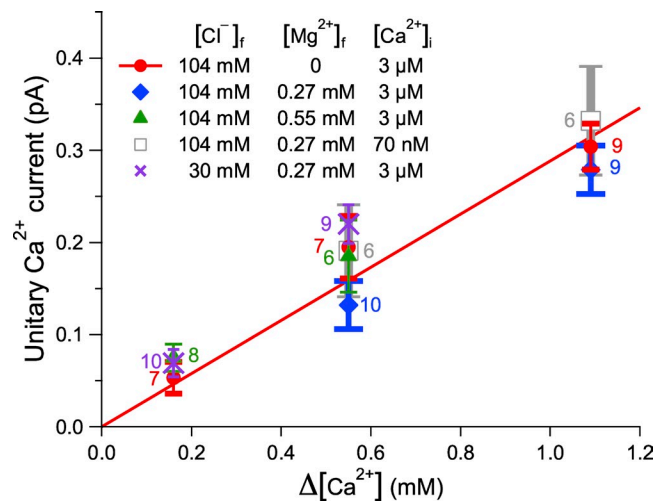 [Cl⁻]f [Mg²⁺]f [Ca²⁺]i
104 mM 0 3 µM
104 mM 0.27 mM 3 µM
104 mM 0.55 mM 3 µM
104 mM 0.27 mM 70 nM
30 mM 0.27 mM 3 µM
Unitary Ca²⁺ current (pA)
0.4
0.3
0.2
0.1
0.0
6
9
9
9
7
6
6
10
10
8
7
0.0 0.2 0.4 0.6 0.8 1.0 1.2
Δ[Ca²⁺] (mM)